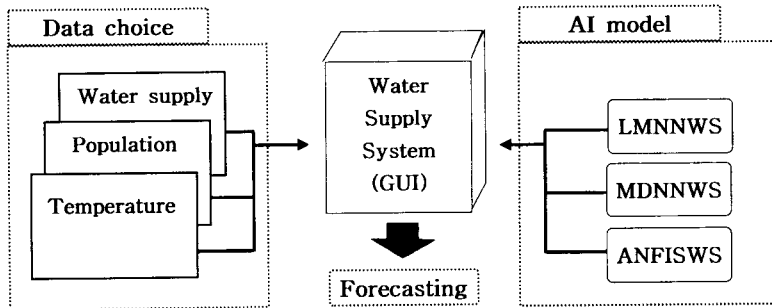 Data choice
Water supply
Population
Temperature
Water
Supply
System
(GUI)
Forecasting
AI model
LMNNWS
MDNNWS
ANFISWS